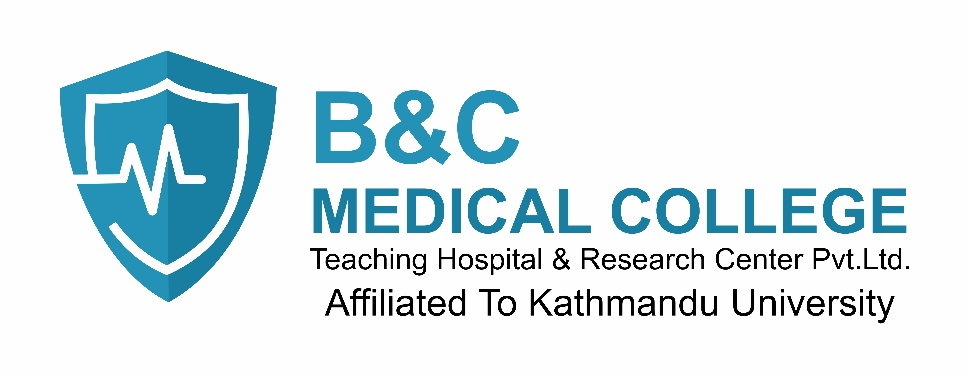 B&C
MEDICAL COLLEGE
Teaching Hospital & Research Center Pvt.Ltd.
Affiliated To Kathmandu University